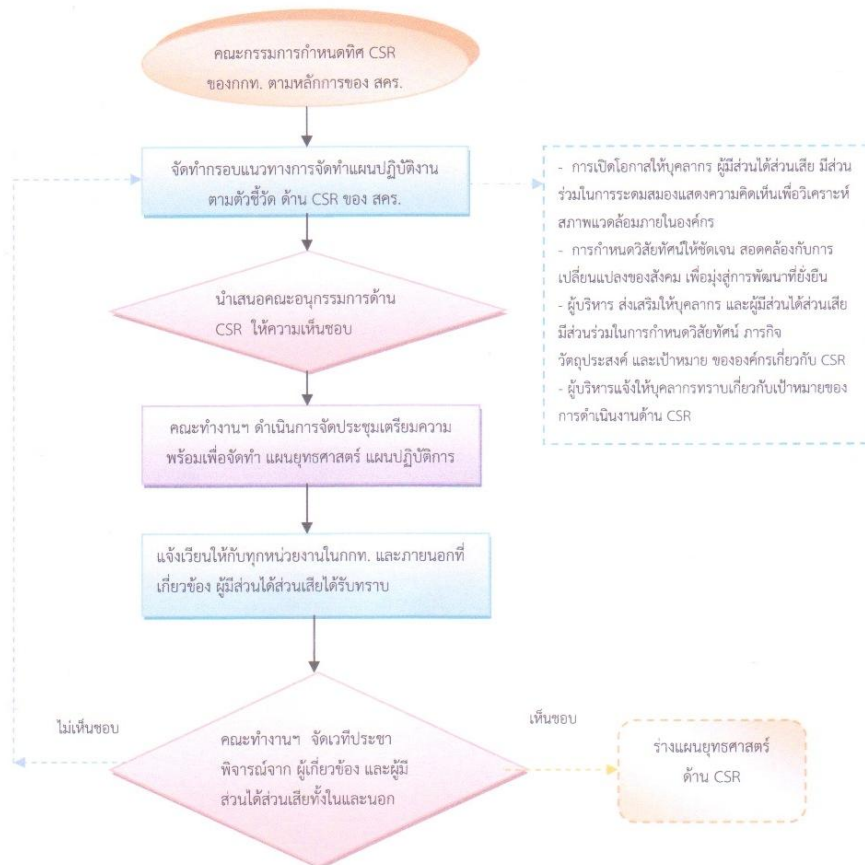 คณะกรรมการกำหนดทิศ CSR
ของกกท. ตามหลักการของ สคร.
จัดทำกรอบแนวทางการจัดทำแผนปฏิบัติงาน
ตามตัวชี้วัด ด้าน CSR ของ สคร.
- การเปิดโอกาสให้บุคลากร ผู้มีส่วนได้ส่วนเสีย มีส่วน
ร่วมในการระดมสมองแสดงความคิดเห็นเพื่อวิเคราะห์
สภาพแวดล้อมภายในองค์กร
- การกำหนดวิสัยทัศน์ให้ชัดเจน สอดคล้องกับการ
เปลี่ยนแปลงของสังคม เพื่อมุ่งสู่การพัฒนาที่ยั่งยืน
- ผู้บริหาร ส่งเสริมให้บุคลากร และผู้มีส่วนได้ส่วนเสีย
มีส่วนร่วมในการกำหนดวิสัยทัศน์ ภารกิจ
วัตถุประสงค์ และเป้าหมาย ขององค์กรเกี่ยวกับ CSR
- ผู้บริหารแจ้งให้บุคลากรทราบเกี่ยวกับเป้าหมายของ
การดำเนินงานด้าน CSR
นำเสนอคณะอนุกรรมการด้าน
CSR ให้ความเห็นชอบ
คณะทำงานฯ ดำเนินการจัดประชุมเตรียมความ
พร้อมเพื่อจัดทำ แผนยุทธศาสตร์ แผนปฏิบัติการ
แจ้งเวียนให้กับทุกหน่วยงานในกกท. และภายนอกที่
เกี่ยวข้อง ผู้มีส่วนได้ส่วนเสียได้รับทราบ
ไม่เห็นชอบ
คณะทำงานฯ จัดเวทีประชา
พิจารณ์จาก ผู้เกี่ยวข้อง และผู้มี
ส่วนได้ส่วนเสียทั้งในและนอก
เห็นชอบ
ร่างแผนยุทธศาสตร์
ด้าน CSR